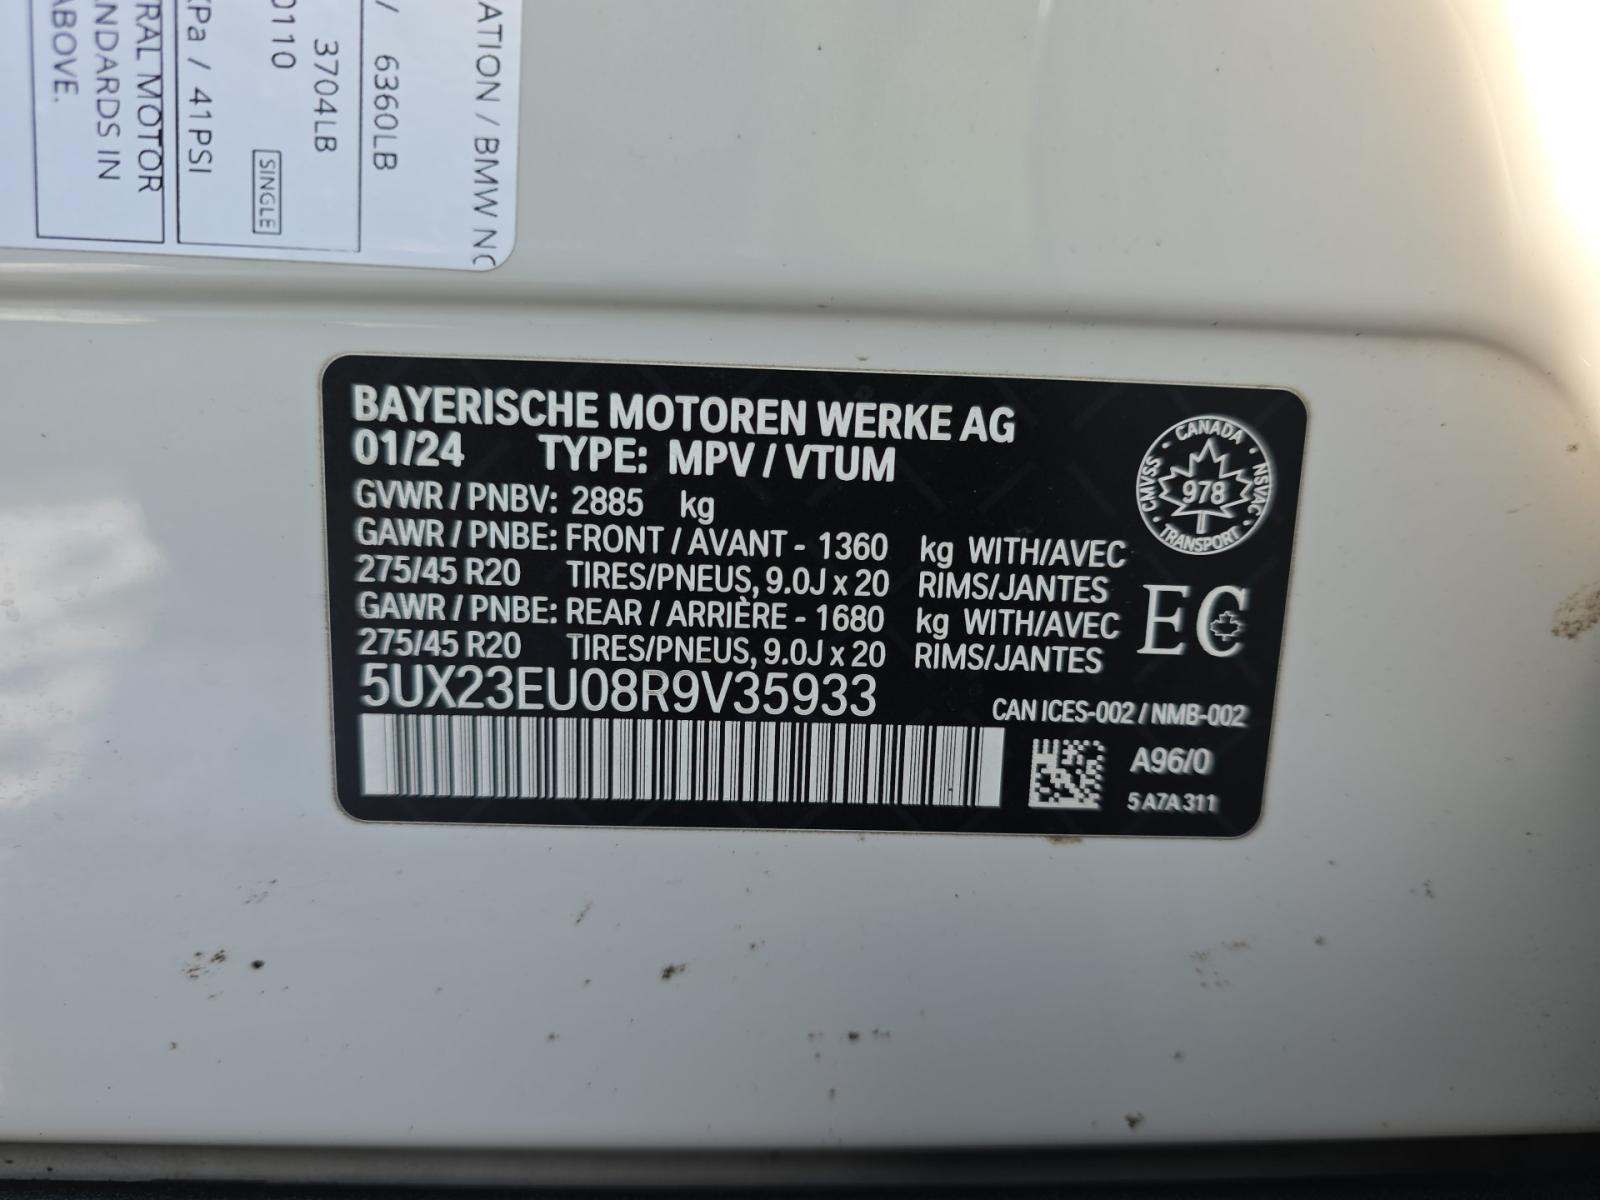 ATION / BMW NO
/ 6360LB
3704LB
0110
SINGLE
KPa / 41PSI
RAL MOTOR
NDARDS IN
ABOVE.
BAYERISCHE MOTOREN WERKE AG
01/24 TYPE: MPV / VTUM
GVWR / PNBV: 2885 kg
GAWR / PNBE: FRONT / AVANT - 1360 kg WITH/AVEC
275/45 R20 TIRES/PNEUS, 9.0J x 20 RIMS/JANTES
GAWR / PNBE: REAR / ARRIÈRE - 1680 kg WITH/AVEC
275/45 R20 TIRES/PNEUS, 9.0J x 20 RIMS/JANTES
5UX23EU08R9V35933
CANADA
CMVSS 978 NSVAC
TRANSPORT
EC
CAN ICES-002 / NMB-002
A96/0
5 A7A 311